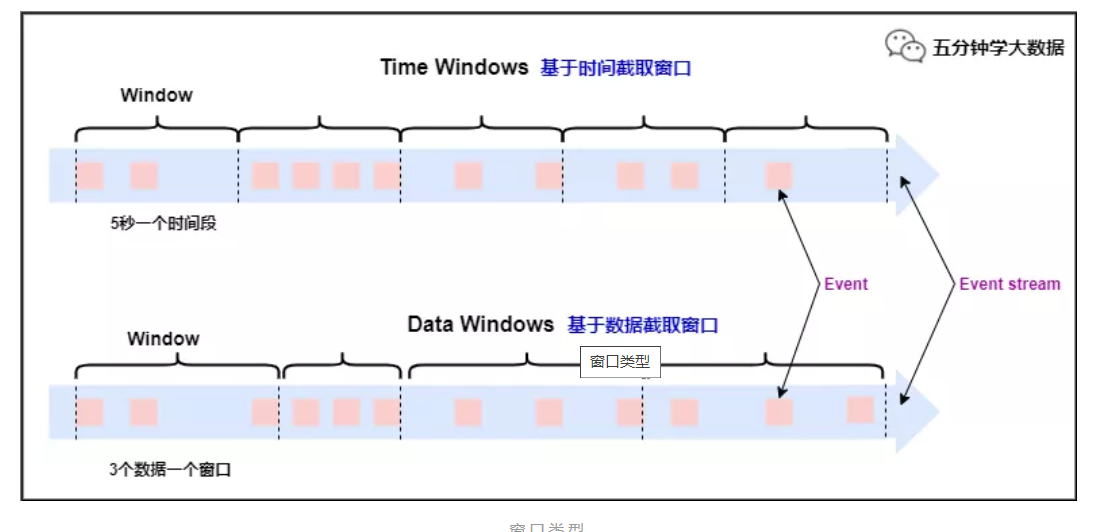 五分钟学大数据
Time Windows 基于时间截取窗口
Window
5秒一个时间段
Event
Event stream
Data Windows 基于数据截取窗口
Window
窗口类型
3个数据一个窗口
窗口类型